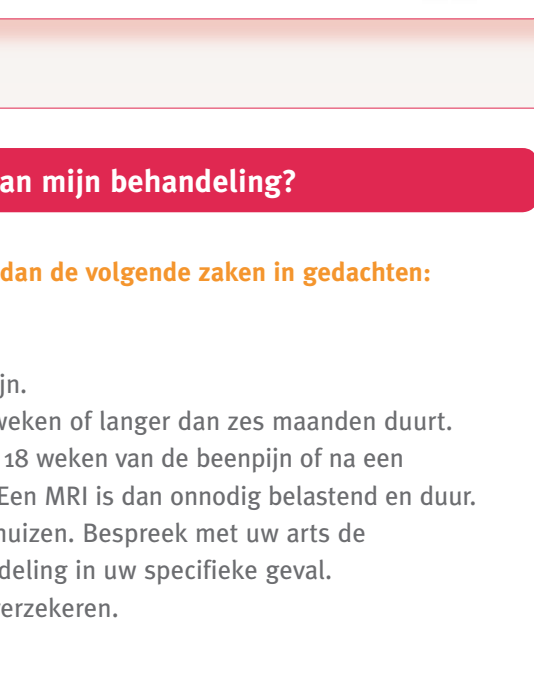 an mijn behandeling?
dan de volgende zaken in gedachten:
jn.
weken of langer dan zes maanden duurt.
18 weken van de beenpijn of na een
Een MRI is dan onnodig belastend en duur.
huizen. Bespreek met uw arts de
deling in uw specifieke geval.
erzekeren.